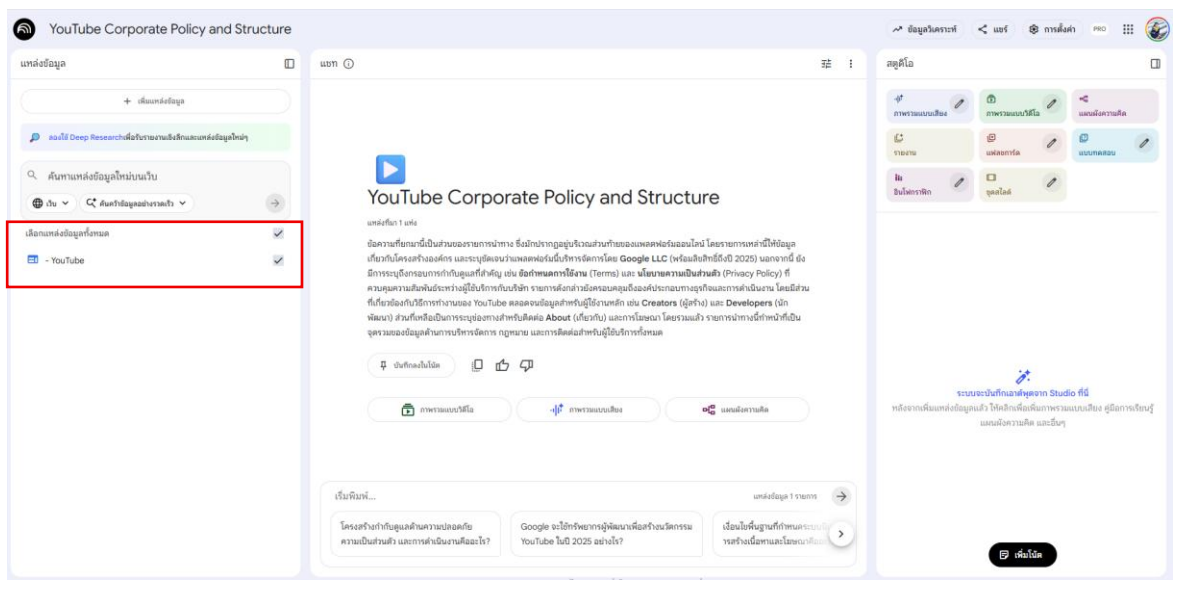 YouTube Corporate Policy and Structure
ข้อมูลวิเคราะห์
แชร์
การตั้งค่า
PRO
แหล่งข้อมูล
+ เพิ่มแหล่งข้อมูล
ลองใช้ Deep Researchเพื่อรับรายงานเชิงลึกและแหล่งข้อมูลใหม่ๆ
ค้นหาแหล่งข้อมูลใหม่บนเว็บ
เว็บ
ค้นคว้าข้อมูลอย่างรวดเร็ว
เลือกแหล่งข้อมูลทั้งหมด
- YouTube
แชท
YouTube Corporate Policy and Structure
แหล่งที่มา 1 แห่ง
ข้อความที่ยกมานี้เป็นส่วนของรายการนำทาง ซึ่งมักปรากฏอยู่บริเวณส่วนท้ายของแพลตฟอร์มออนไลน์ โดยรายการเหล่านี้ให้ข้อมูล
เกี่ยวกับโครงสร้างองค์กร และระบุชัดเจนว่าแพลตฟอร์มนี้บริหารจัดการโดย Google LLC (พร้อมลิขสิทธิ์ถึงปี 2025) นอกจากนี้ ยัง
มีการระบุถึงกรอบการกำกับดูแลที่สำคัญ เช่น ข้อกำหนดการใช้งาน (Terms) และ นโยบายความเป็นส่วนตัว (Privacy Policy) ที่
ควบคุมความสัมพันธ์ระหว่างผู้ใช้บริการกับบริษัท รายการดังกล่าวยังครอบคลุมถึงองค์ประกอบทางธุรกิจและการดำเนินงาน โดยมีส่วน
ที่เกี่ยวข้องกับวิธีการทำงานของ YouTube ตลอดจนข้อมูลสำหรับผู้ใช้งานหลัก เช่น Creators (ผู้สร้าง) และ Developers (นัก
พัฒนา) ส่วนที่เหลือเป็นการระบุช่องทางสำหรับติดต่อ About (เกี่ยวกับ) และการโฆษณา โดยรวมแล้ว รายการนำทางนี้ทำหน้าที่เป็น
จุดรวมของข้อมูลด้านการบริหารจัดการ กฎหมาย และการติดต่อสำหรับผู้ใช้บริการทั้งหมด
บันทึกลงในโน้ต
ภาพรวมแบบวิดีโอ
ภาพรวมแบบเสียง
แผนผังความคิด
เริ่มพิมพ์...
แหล่งข้อมูล 1 รายการ
โครงสร้างกำกับดูแลด้านความปลอดภัย
ความเป็นส่วนตัว และการดำเนินงานคืออะไร?
Google จะใช้ทรัพยากรผู้พัฒนาเพื่อสร้างนวัตกรรม
YouTube ในปี 2025 อย่างไร?
เงื่อนไขพื้นฐานที่กำหนดระบบ
ารสร้างเนื้อหาและโฆษณาคือ
สตูดิโอ
ภาพรวมแบบเสียง
ภาพรวมแบบวิดีโอ
แผนผังความคิด
รายงาน
แฟลชการ์ด
แบบทดสอบ
อินโฟกราฟิก
ชุดสไลด์
ระบบจะบันทึกเอาต์พุตจาก Studio ที่นี่
หลังจากเพิ่มแหล่งข้อมูลแล้ว ให้คลิกเพื่อเพิ่มภาพรวมแบบเสียง คู่มือการเรียนรู้
แผนผังความคิด และอื่นๆ
เพิ่มโน้ต